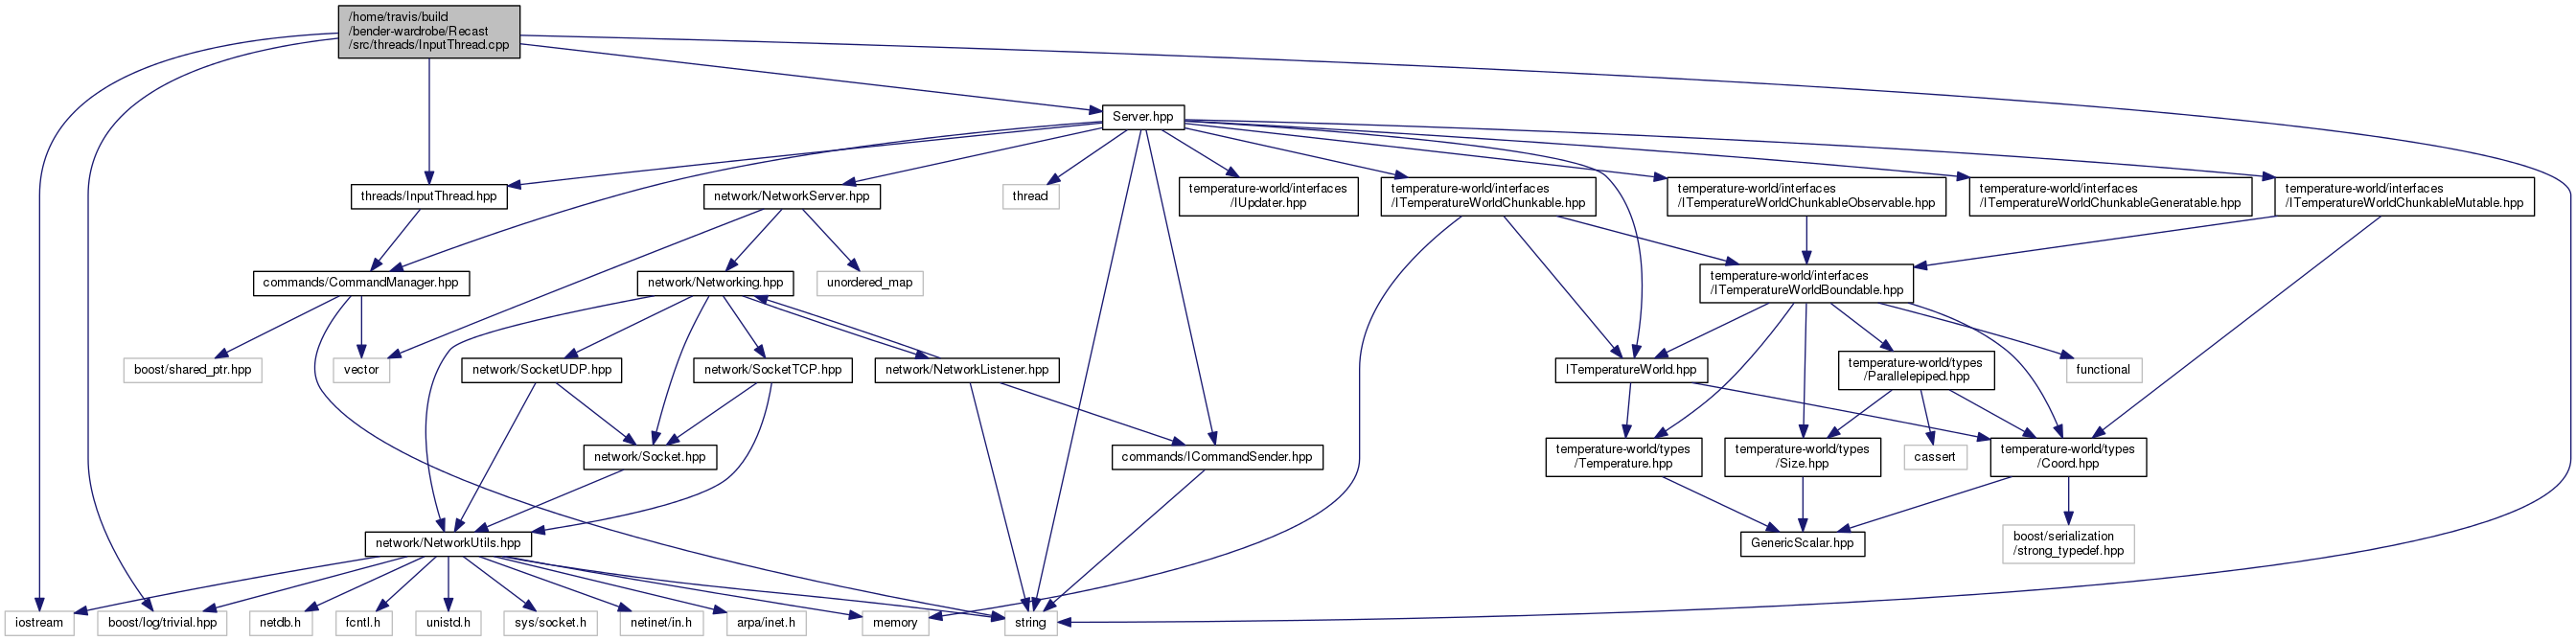 /home/travis/build
/bender-wardrobe/Recast
/src/threads/InputThread.cpp
Server.hpp
threads/InputThread.hpp
network/NetworkServer.hpp
thread
temperature-world/interfaces
/IUpdater.hpp
temperature-world/interfaces
/ITemperatureWorldChunkable.hpp
temperature-world/interfaces
/ITemperatureWorldChunkableObservable.hpp
temperature-world/interfaces
/ITemperatureWorldChunkableGeneratable.hpp
temperature-world/interfaces
/ITemperatureWorldChunkableMutable.hpp
commands/CommandManager.hpp
network/Networking.hpp
unordered_map
temperature-world/interfaces
/ITemperatureWorldBoundable.hpp
boost/shared_ptr.hpp
vector
network/SocketUDP.hpp
network/SocketTCP.hpp
network/NetworkListener.hpp
ITemperatureWorld.hpp
temperature-world/types
/Parallelepiped.hpp
functional
network/Socket.hpp
commands/ICommandSender.hpp
temperature-world/types
/Temperature.hpp
temperature-world/types
/Size.hpp
cassert
temperature-world/types
/Coord.hpp
network/NetworkUtils.hpp
GenericScalar.hpp
boost/serialization
/strong_typedef.hpp
iostream
boost/log/trivial.hpp
netdb.h
fcntl.h
unistd.h
sys/socket.h
netinet/in.h
arpa/inet.h
memory
string